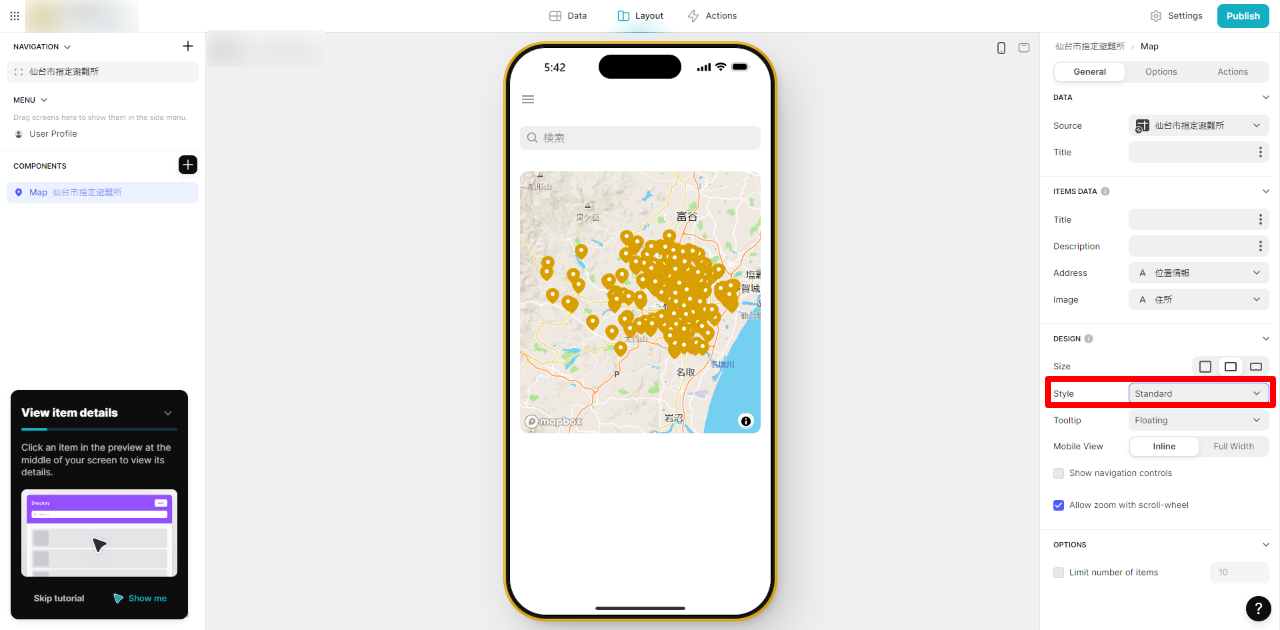 Data
Layout
Actions
Settings
Publish
NAVIGATION
仙台市指定避難所
MENU
Drag screens here to show them in the side menu.
User Profile
COMPONENTS
Map 仙台市指定避難所
View item details
Click an item in the preview at the
middle of your screen to view its
details.
Directory
Skip tutorial
Show me
5:42
検索
泉ケ岳
富谷
塩竈
賀城
太白山
P
名取川
名取
岩沼
mapbox
仙台市指定避難所 › Map
General
Options
Actions
DATA
Source
仙台市指定避難所
Title
ITEMS DATA
Title
Description
Address
A 位置情報
Image
A 住所
DESIGN
Size
Style
Standard
Tooltip
Floating
Mobile View
Inline
Full Width
Show navigation controls
Allow zoom with scroll-wheel
OPTIONS
Limit number of items
10
?